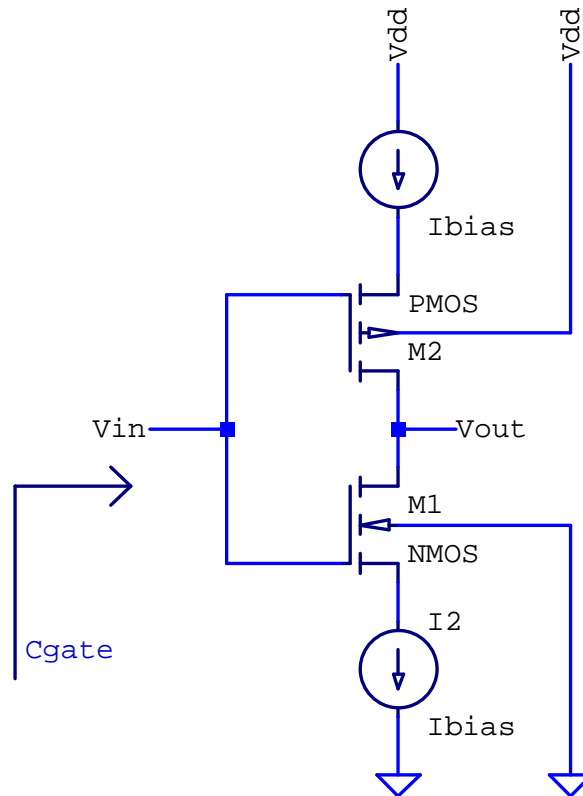 Vdd
Vdd
Ibias
PMOS
M2
Vin
Vout
M1
NMOS
I2
Cgate
Ibias